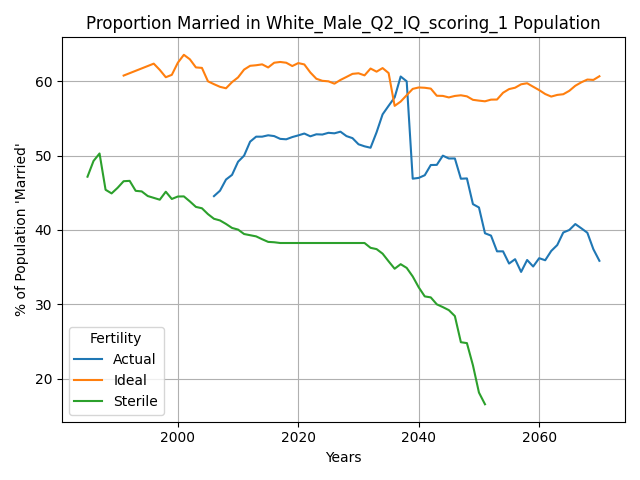 Proportion Married in White_Male_Q2_IQ_scoring_1 Population
% of Population 'Married'
60
50
40
30
20
Fertility
Actual
Ideal
Sterile
2000
2020
2040
2060
Years